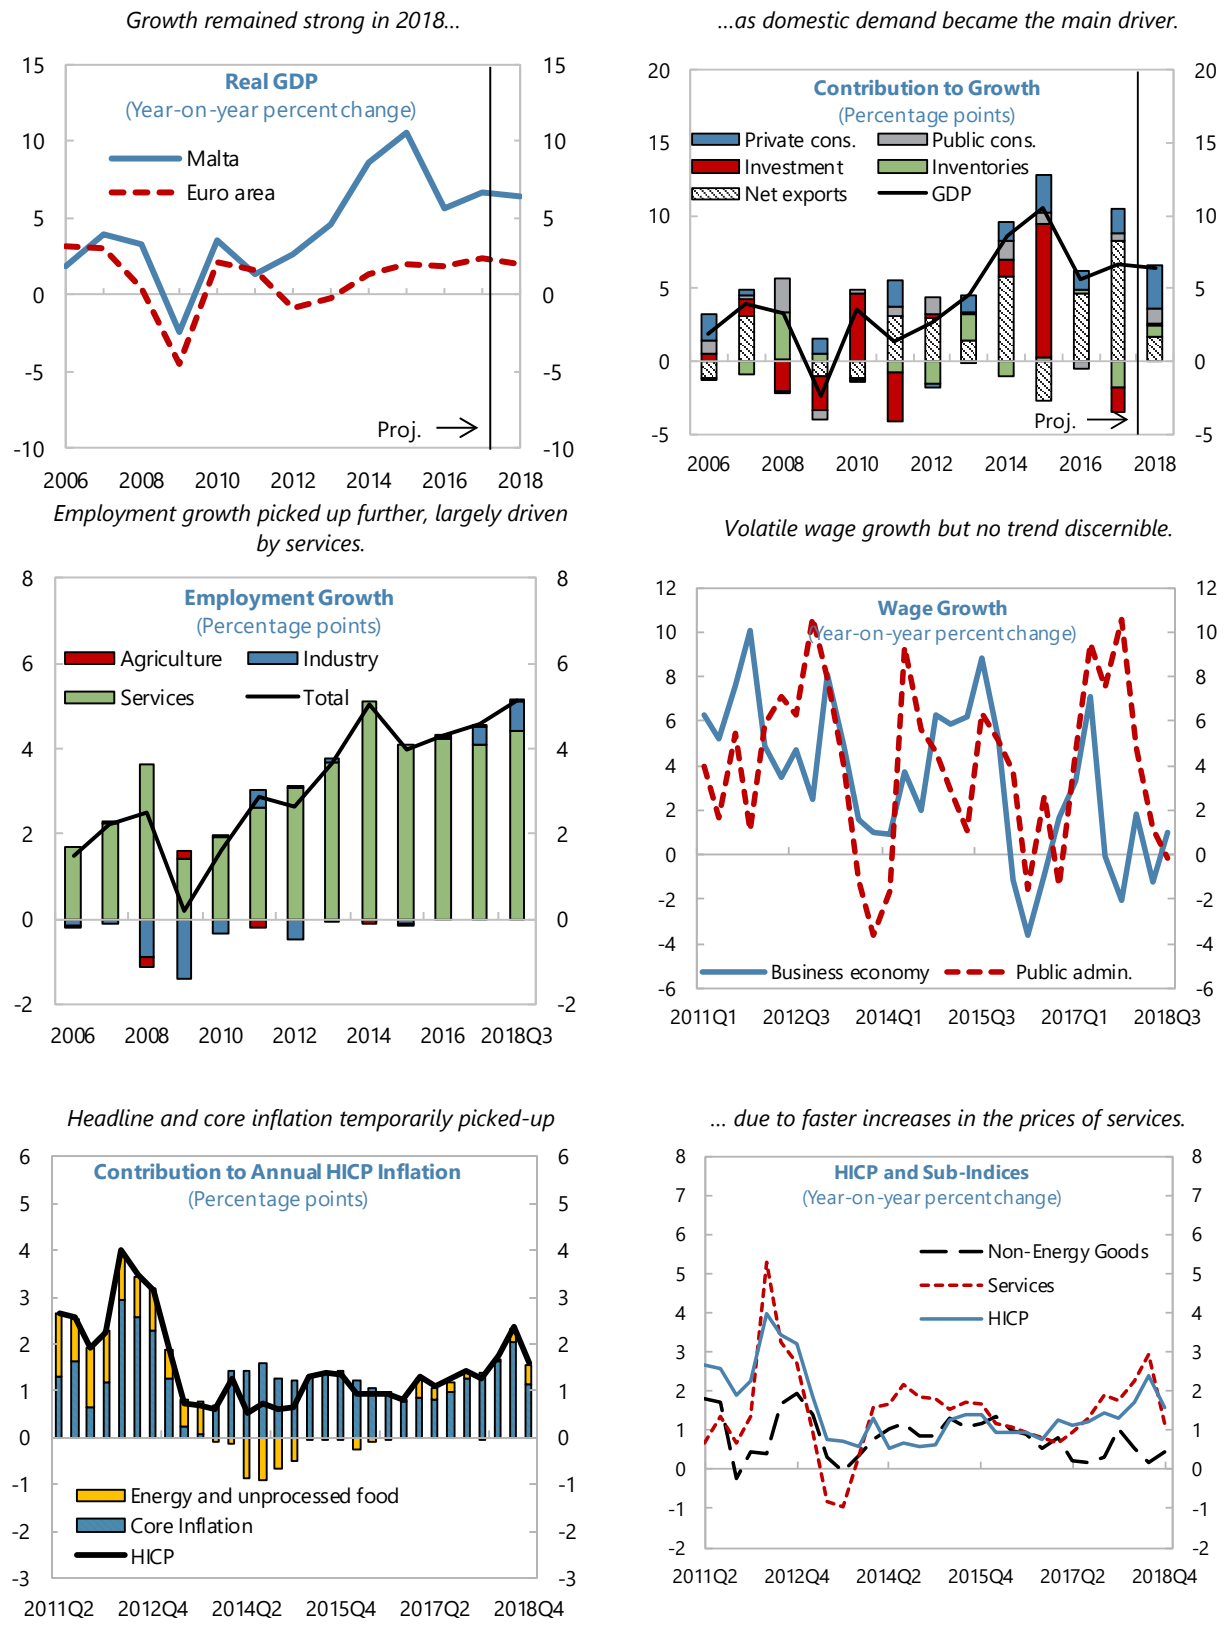 Growth remained strong in 2018...
Real GDP
(Year-on-year percent change)
Malta
Euro area
15 15
10 10
5 5
0 0
-5 -5
-10 -10
Proj.
2006 2008 2010 2012 2014 2016 2018
...as domestic demand became the main driver.
Contribution to Growth
(Percentage points)
Private cons. Public cons.
Investment Inventories
Net exports GDP
20 20
15 15
10 10
5 5
0 0
-5 -5
Proj.
2006 2008 2010 2012 2014 2016 2018
Employment growth picked up further, largely driven
by services.
Employment Growth
(Percentage points)
Agriculture Industry
Services Total
8 8
6 6
4 4
2 2
0 0
-2 -2
2006 2008 2010 2012 2014 2016 2018Q3
Volatile wage growth but no trend discernible.
Wage Growth
(Year-on-year percent change)
12 12
10 10
8 8
6 6
4 4
2 2
0 0
-2 -2
-4 -4
-6 -6
Business economy Public admin.
2011Q1 2012Q3 2014Q1 2015Q3 2017Q1 2018Q3
Headline and core inflation temporarily picked-up
Contribution to Annual HICP Inflation
(Percentage points)
6 6
5 5
4 4
3 3
2 2
1 1
0 0
-1 -1
-2 -2
-3 -3
Energy and unprocessed food
Core Inflation
HICP
2011Q2 2012Q4 2014Q2 2015Q4 2017Q2 2018Q4
... due to faster increases in the prices of services.
HICP and Sub-Indices
(Year-on-year percent change)
Non-Energy Goods
Services
HICP
8 8
7 7
6 6
5 5
4 4
3 3
2 2
1 1
0 0
-1 -1
-2 -2
2011Q2 2012Q4 2014Q2 2015Q4 2017Q2 2018Q4